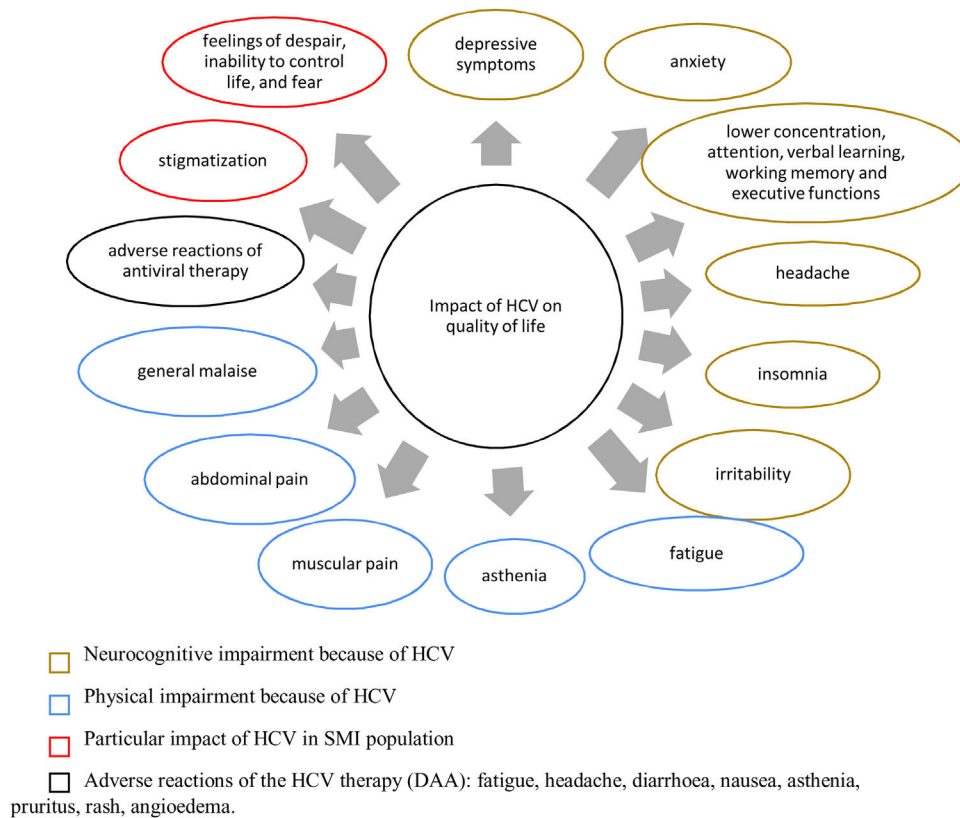 feelings of despair,
inability to control
life, and fear
depressive
symptoms
anxiety
stigmatization
lower concentration,
attention, verbal learning,
working memory and
executive functions
adverse reactions of
antiviral therapy
headache
Impact of HCV on
quality of life
general malaise
insomnia
abdominal pain
irritability
muscular pain
asthenia
fatigue
Neurocognitive impairment because of HCV
Physical impairment because of HCV
Particular impact of HCV in SMI population
Adverse reactions of the HCV therapy (DAA): fatigue, headache, diarrhoea, nausea, asthenia,
pruritus, rash, angioedema.